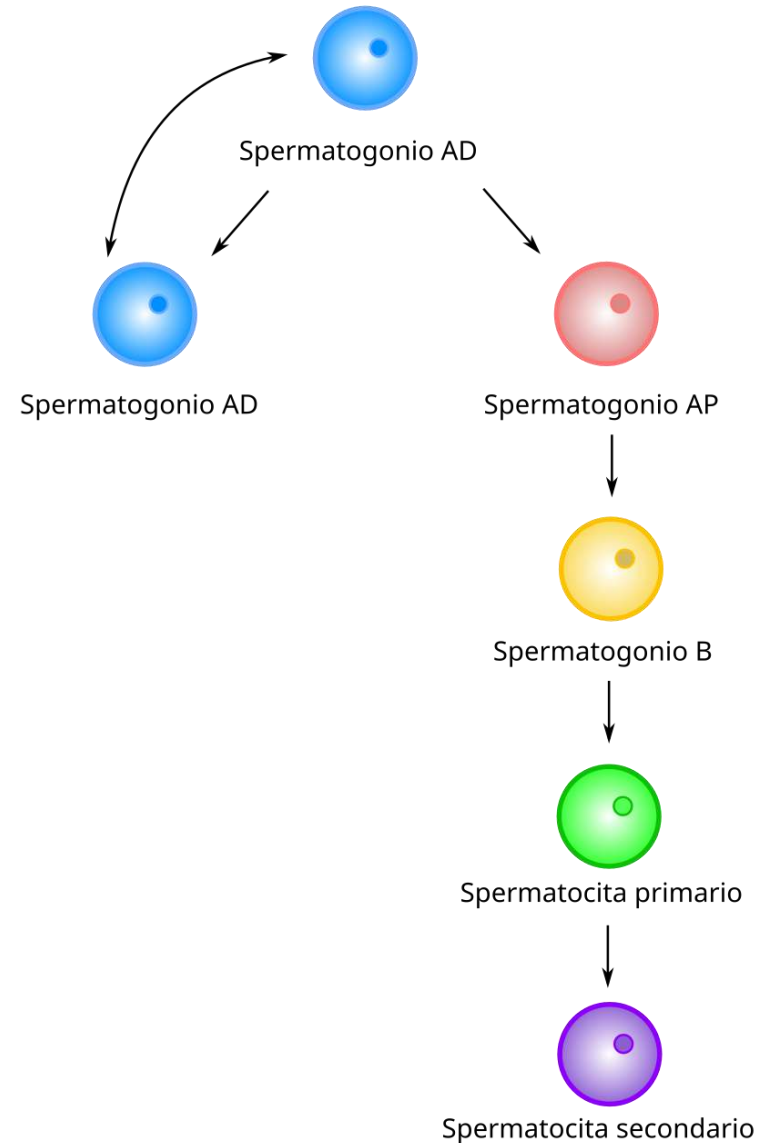 Spermatogonio AD
Spermatogonio AD
Spermatogonio AP
Spermatogonio B
Spermatocita primario
Spermatocita secondario